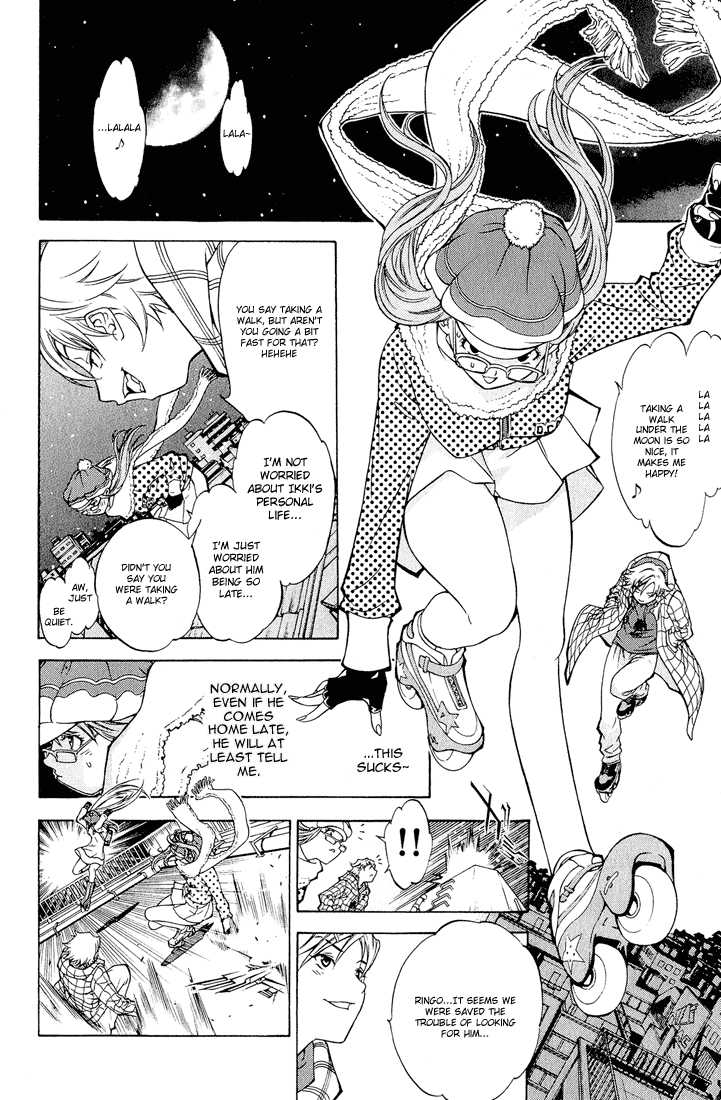 LALA~
...LALALA
♪
LA
LA
LA
LA
TAKING A
WALK
UNDER THE
MOON IS SO
NICE, IT
MAKES ME
HAPPY!
♪
YOU SAY TAKING A
WALK, BUT AREN'T
YOU GOING A BIT
FAST FOR THAT?
HEHEHE
I'M NOT
WORRIED
ABOUT IKKI'S
PERSONAL
LIFE...
I'M JUST
WORRIED
ABOUT HIM
BEING SO
LATE...
DIDN'T YOU
SAY YOU
WERE TAKING
A WALK?
AW,
JUST
BE
QUIET.
NORMALLY,
EVEN IF HE
COMES
HOME LATE,
HE WILL AT
LEAST TELL
ME.
...THIS
SUCKS~
!!
RINGO...IT SEEMS WE
WERE SAVED THE
TROUBLE OF LOOKING
FOR HIM...